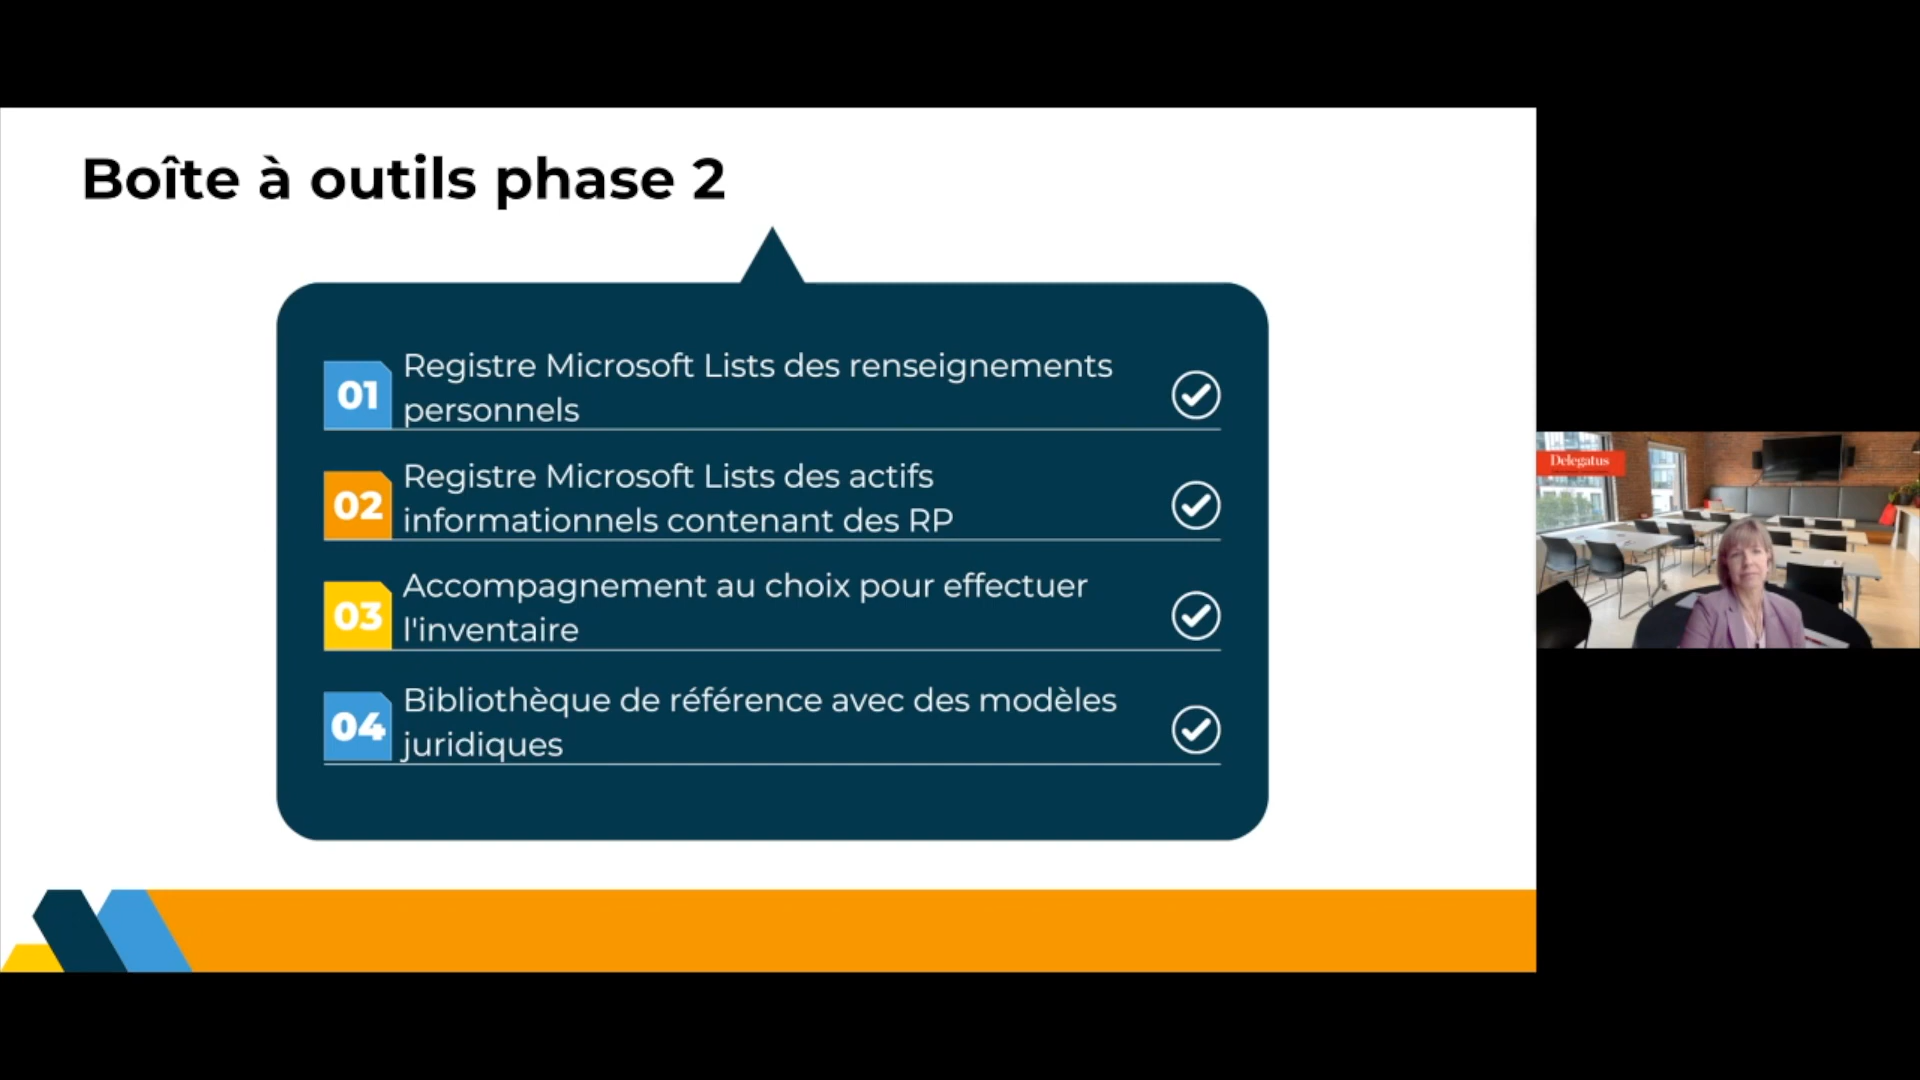 Boîte à outils phase 2
01
Registre Microsoft Lists des renseignements
personnels
02
Registre Microsoft Lists des actifs
informationnels contenant des RP
03
Accompagnement au choix pour effectuer
l'inventaire
04
Bibliothèque de référence avec des modèles
juridiques
Delegatus